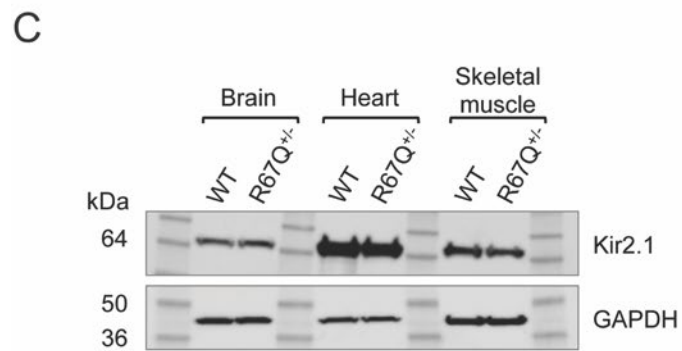 C
Brain Heart Skeletal muscle
WT R67Q+/- WT R67Q+/- WT R67Q+/-
kDa
64 Kir2.1
50 GAPDH
36